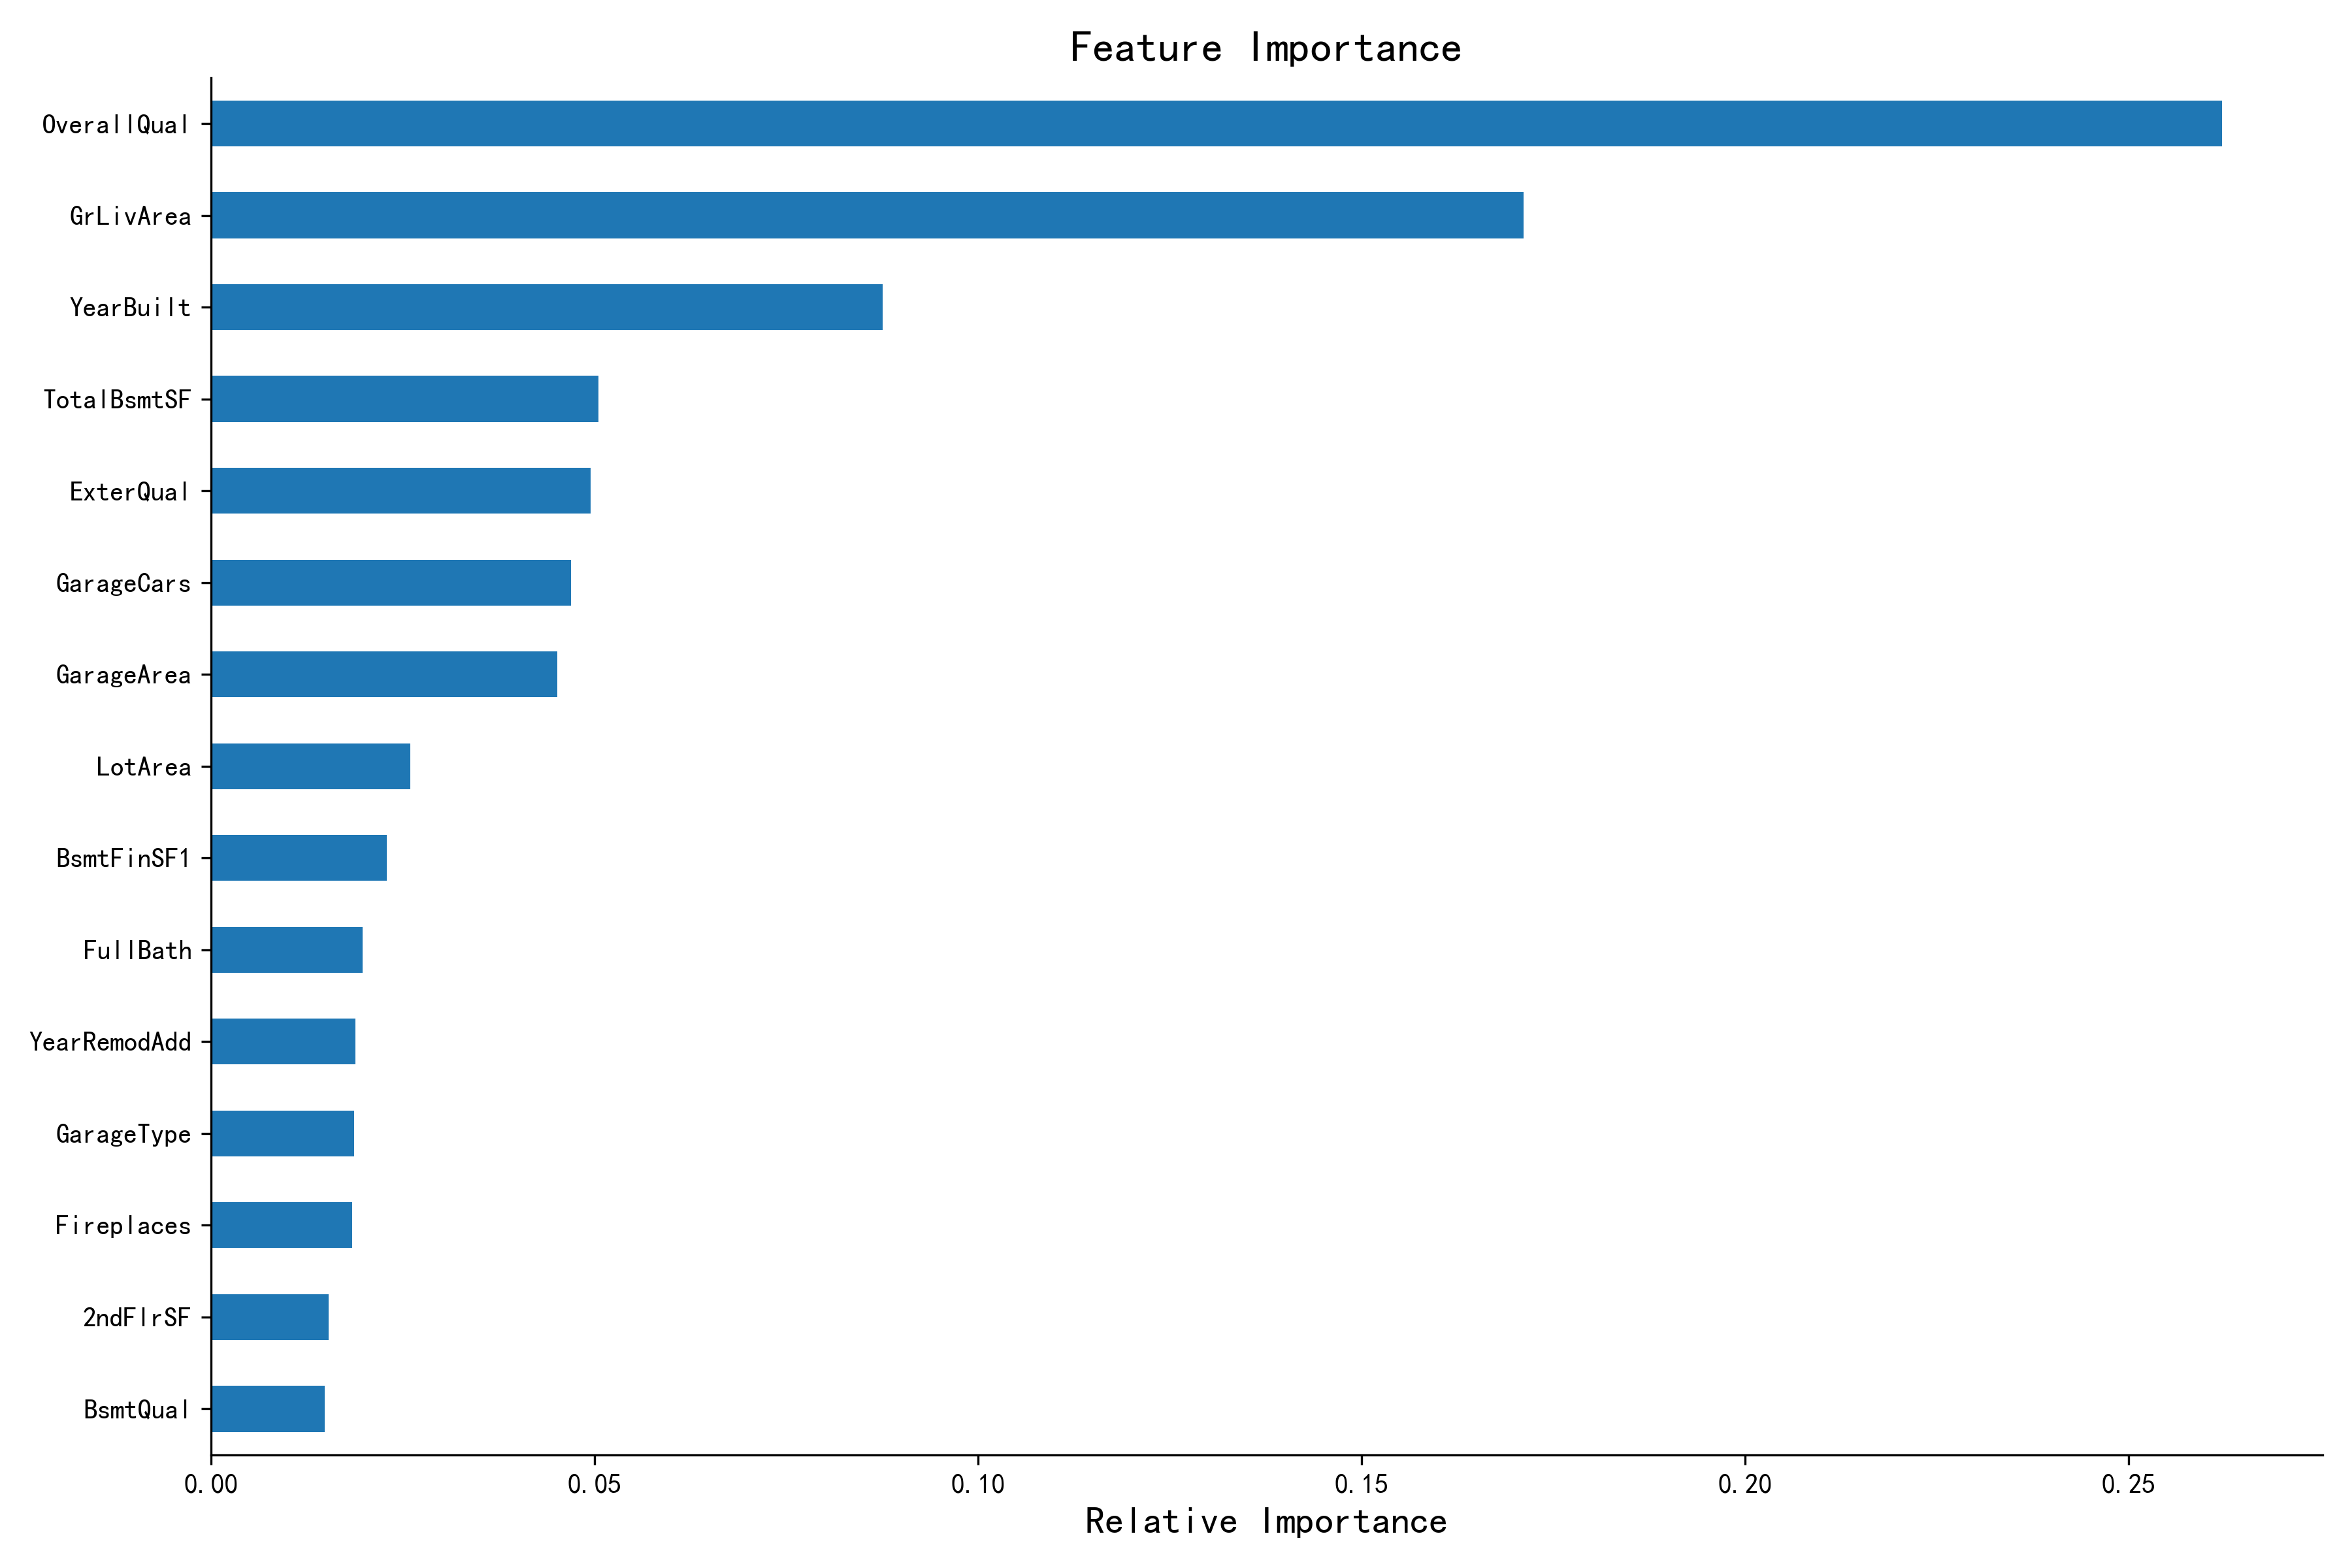 Feature Importance
OverallQual
GrLivArea
YearBuilt
TotalBsmtSF
ExterQual
GarageCars
GarageArea
LotArea
BsmtFinSF1
FullBath
YearRemodAdd
GarageType
Fireplaces
2ndFlrSF
BsmtQual
0.00 0.05 0.10 0.15 0.20 0.25
Relative Importance